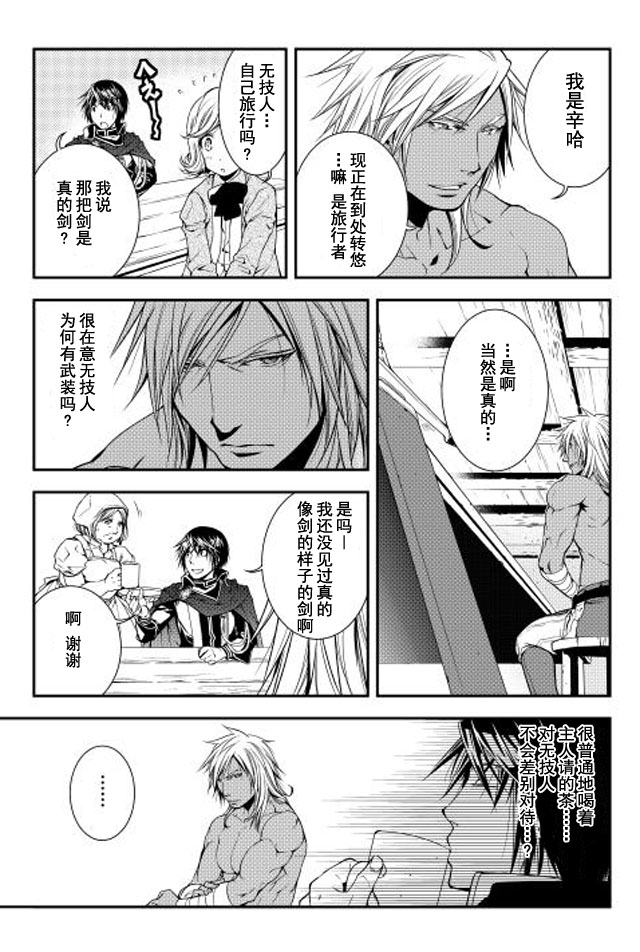 我是辛哈
现正在到处转悠
…嘛 是旅行者
无技人…
自己旅行吗？
へぇ～
我说
那把剑是
真的剑？
…是啊
当然是真的…
很在意无技人
为何有武装吗？
是吗—
我还没见过真的
像剑的样子的剑啊
啊 谢谢
很普通地喝着
主人请的茶……
对无技人
不会差别对待…？
……